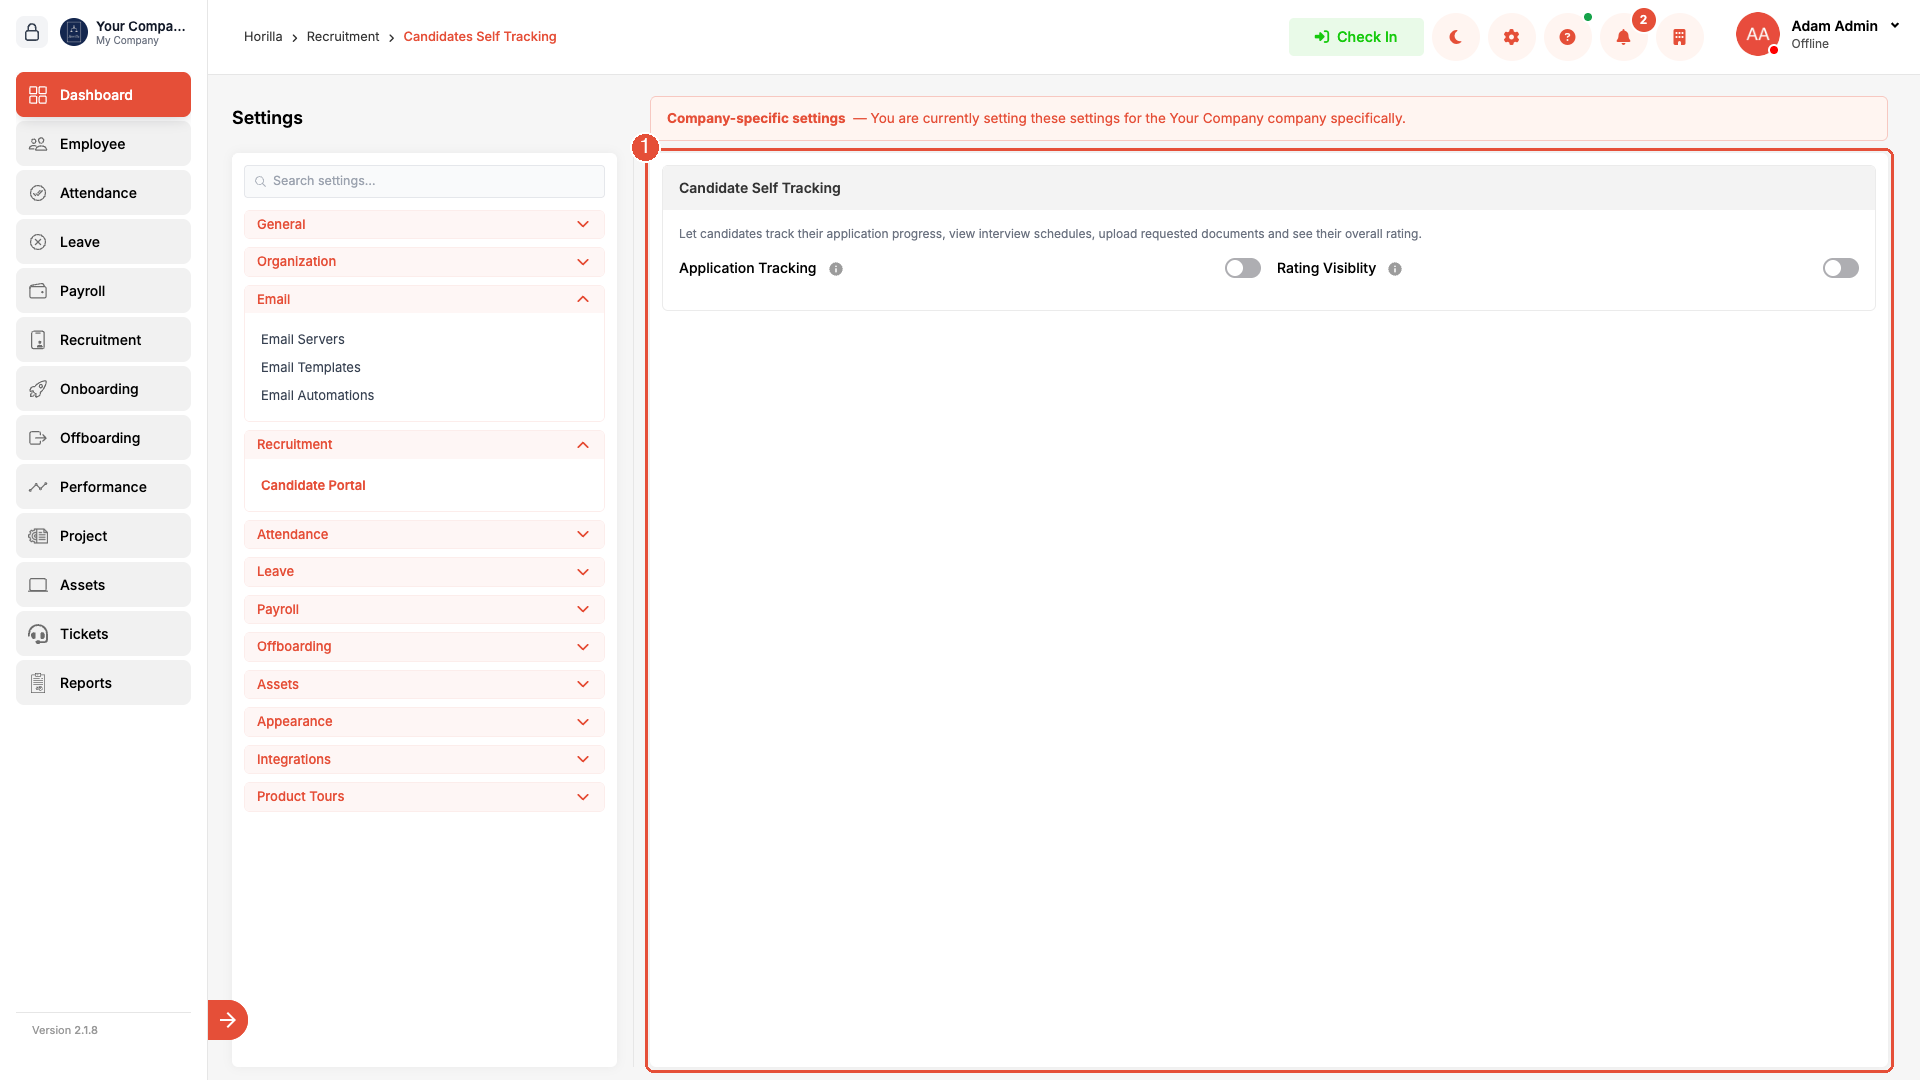 Your Compa...
My Company
Horilla
Recruitment
Candidates Self Tracking
Check In
2
AA
Adam Admin
Offline
Dashboard
Employee
Attendance
Leave
Payroll
Recruitment
Onboarding
Offboarding
Performance
Project
Assets
Tickets
Reports
Version 2.1.8
Settings
Search settings...
General
Organization
Email
Email Servers
Email Templates
Email Automations
Recruitment
Candidate Portal
Attendance
Leave
Payroll
Offboarding
Assets
Appearance
Integrations
Product Tours
Company-specific settings — You are currently setting these settings for the Your Company company specifically.
1
Candidate Self Tracking
Let candidates track their application progress, view interview schedules, upload requested documents and see their overall rating.
Application Tracking
Rating Visiblity